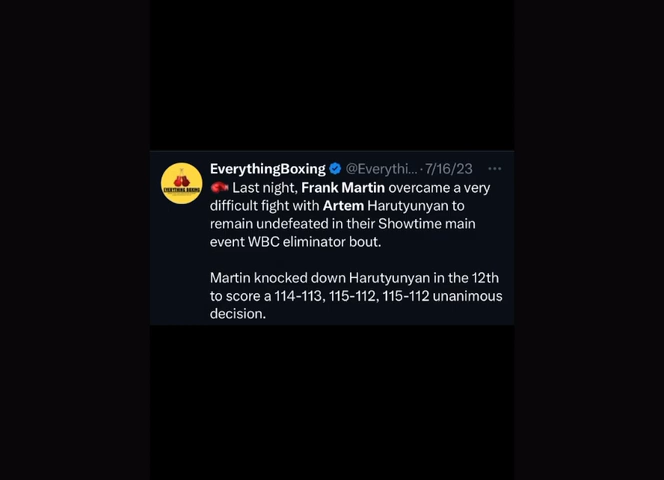 EverythingBoxing @Everythi... · 7/16/23 ...
🥊 Last night, Frank Martin overcame a very
difficult fight with Artem Harutyunyan to
remain undefeated in their Showtime main
event WBC eliminator bout.
Martin knocked down Harutyunyan in the 12th
to score a 114-113, 115-112, 115-112 unanimous
decision.
EVERYTHING BOXING